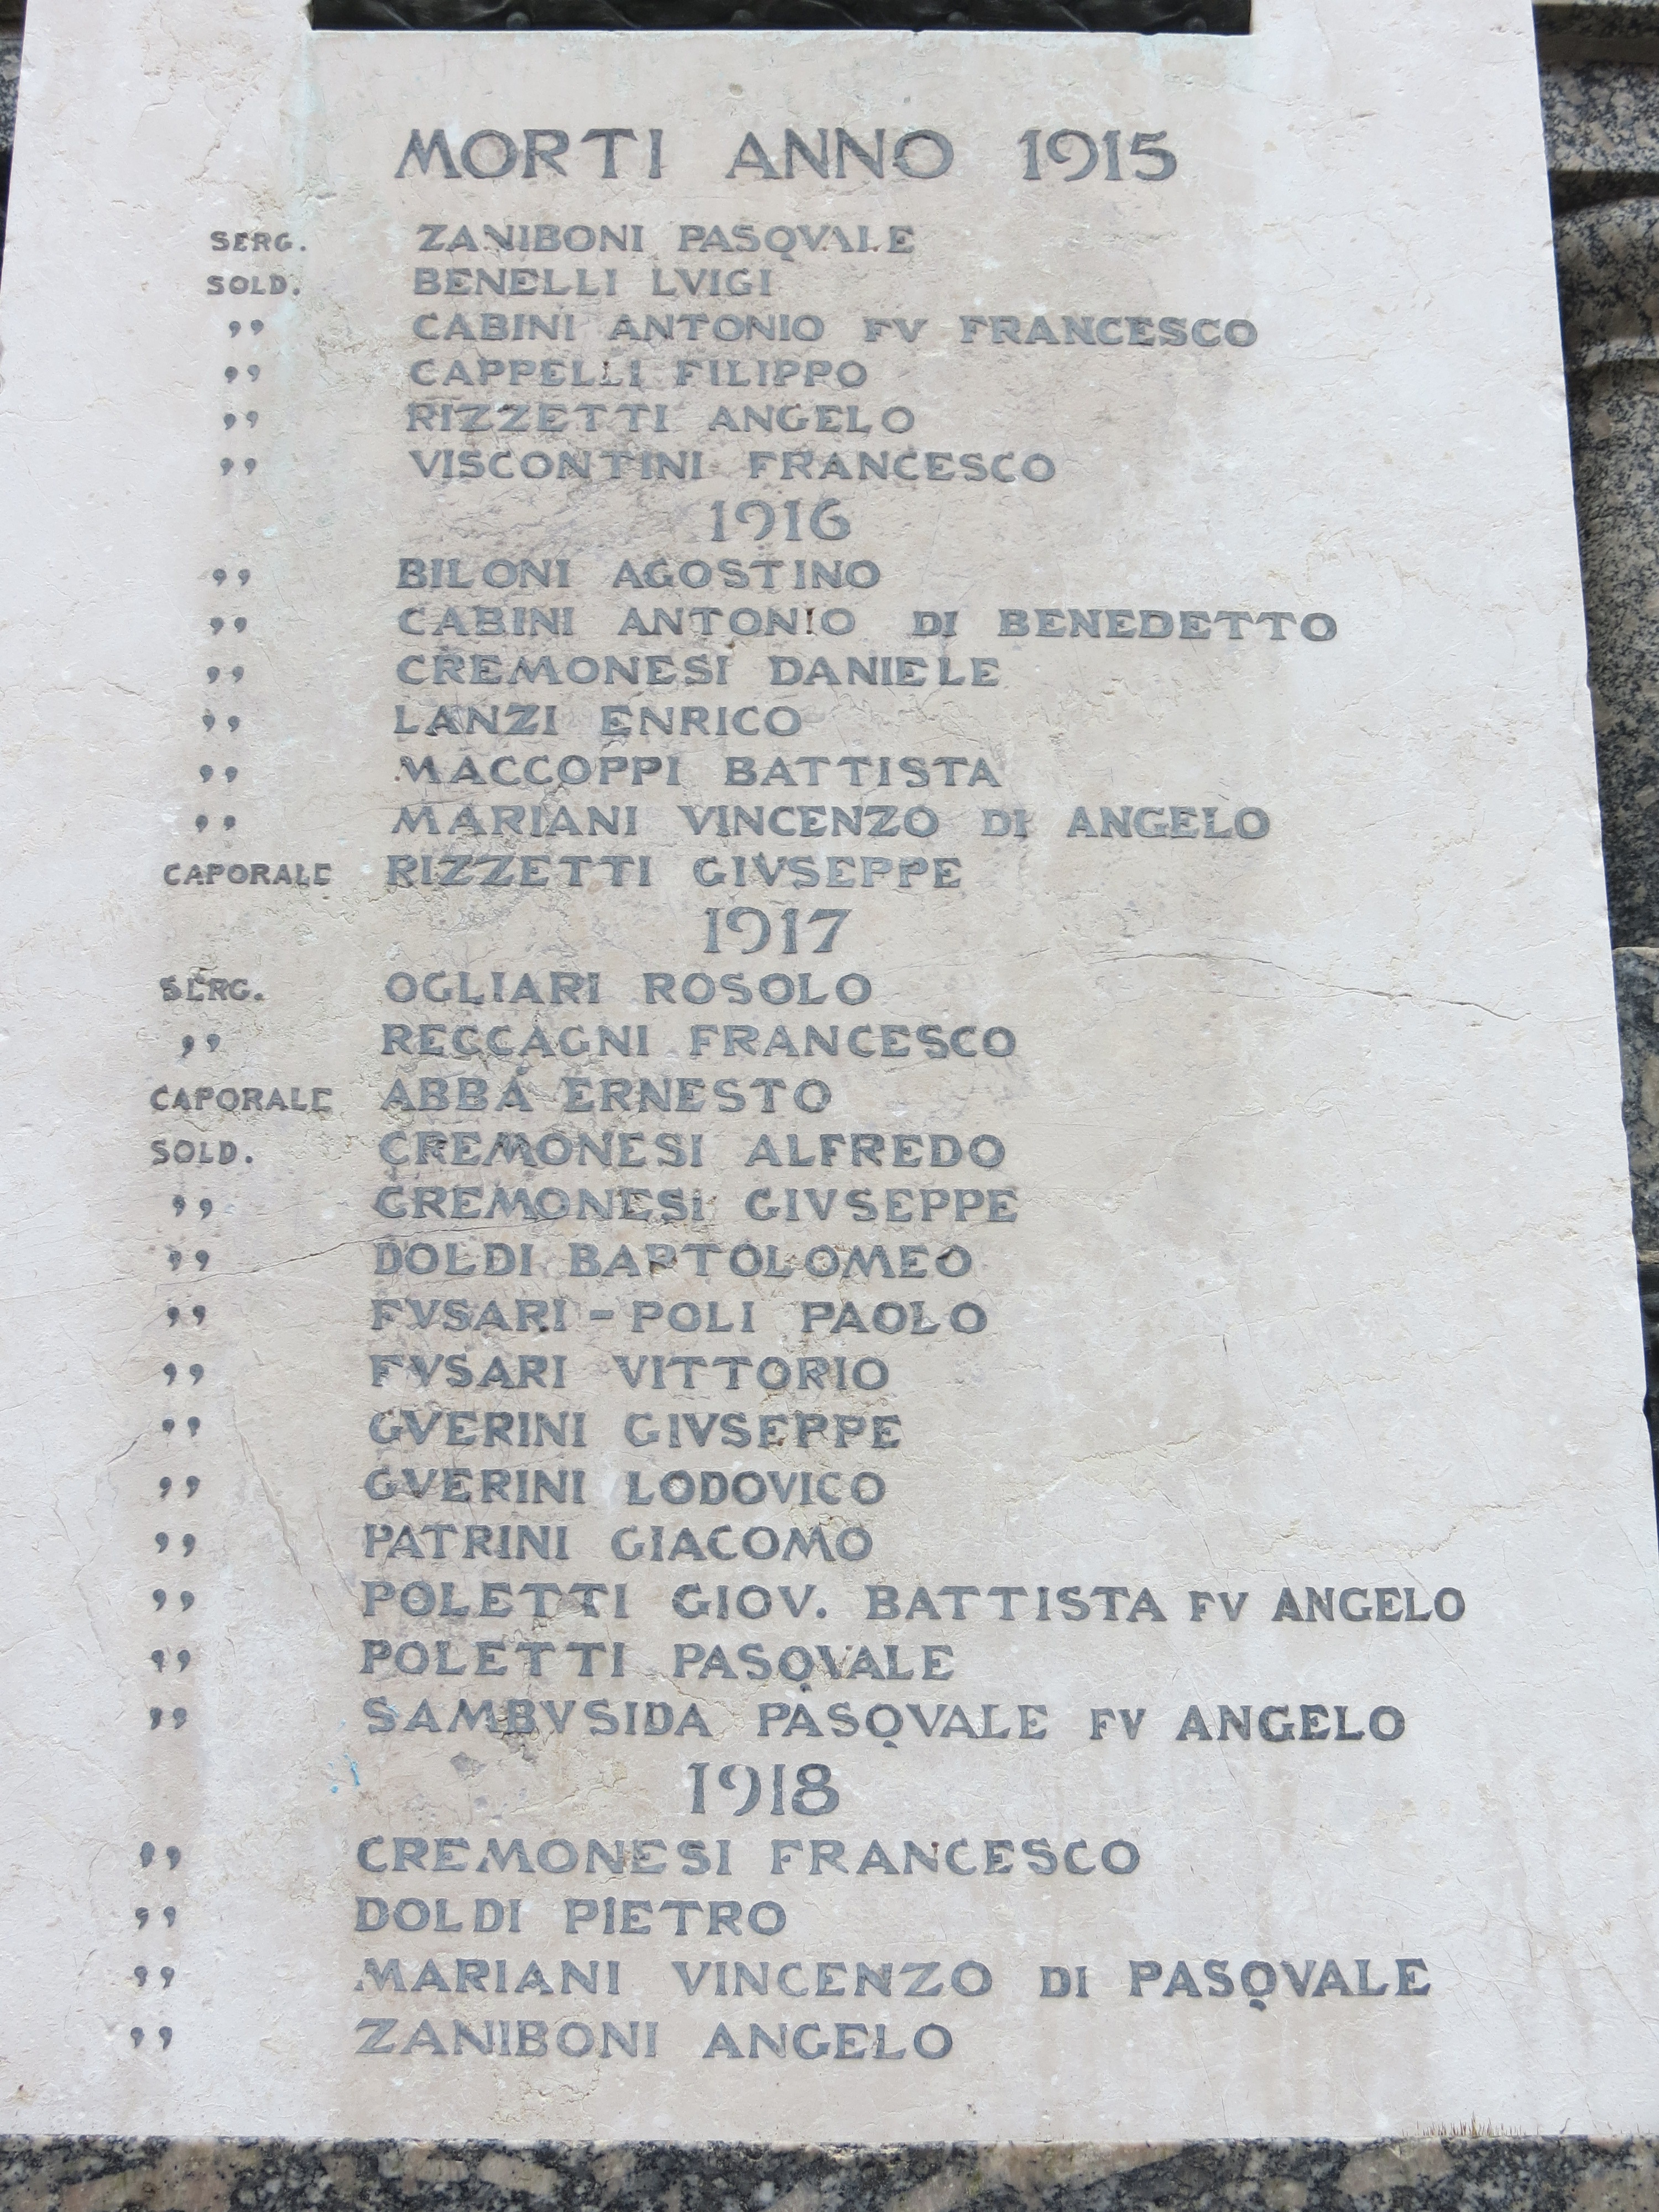 MORTI ANNO 1915
SERG. ZANIBONI PASQVALE
SOLD. BENELLI LVIGI
,, CABINI ANTONIO FV FRANCESCO
,, CAPPELLI FILIPPO
,, RIZZETTI ANGELO
,, VISCONTINI FRANCESCO
1916
,, BILONI AGOSTINO
,, CABINI ANTONIO DI BENEDETTO
,, CREMONESI DANIELE
,, LANZI ENRICO
,, MACCOPPI BATTISTA
,, MARIANI VINCENZO DI ANGELO
CAPORALE RIZZETTI GIVSEPPE
1917
SERG. OGLIARI ROSOLO
,, RECCAGNI FRANCESCO
CAPORALE ABBÁ ERNESTO
SOLD. CREMONESI ALFREDO
,, CREMONESI GIVSEPPE
,, DOLDI BARTOLOMEO
,, FVSARI-POLI PAOLO
,, FVSARI VITTORIO
,, GVERINI GIVSEPPE
,, GVERINI LODOVICO
,, PATRINI GIACOMO
,, POLETTI GIOV. BATTISTA FV ANGELO
,, POLETTI PASQVALE
,, SAMBVSIDA PASQVALE FV ANGELO
1918
,, CREMONESI FRANCESCO
,, DOLDI PIETRO
,, MARIANI VINCENZO DI PASQVALE
,, ZANIBONI ANGELO